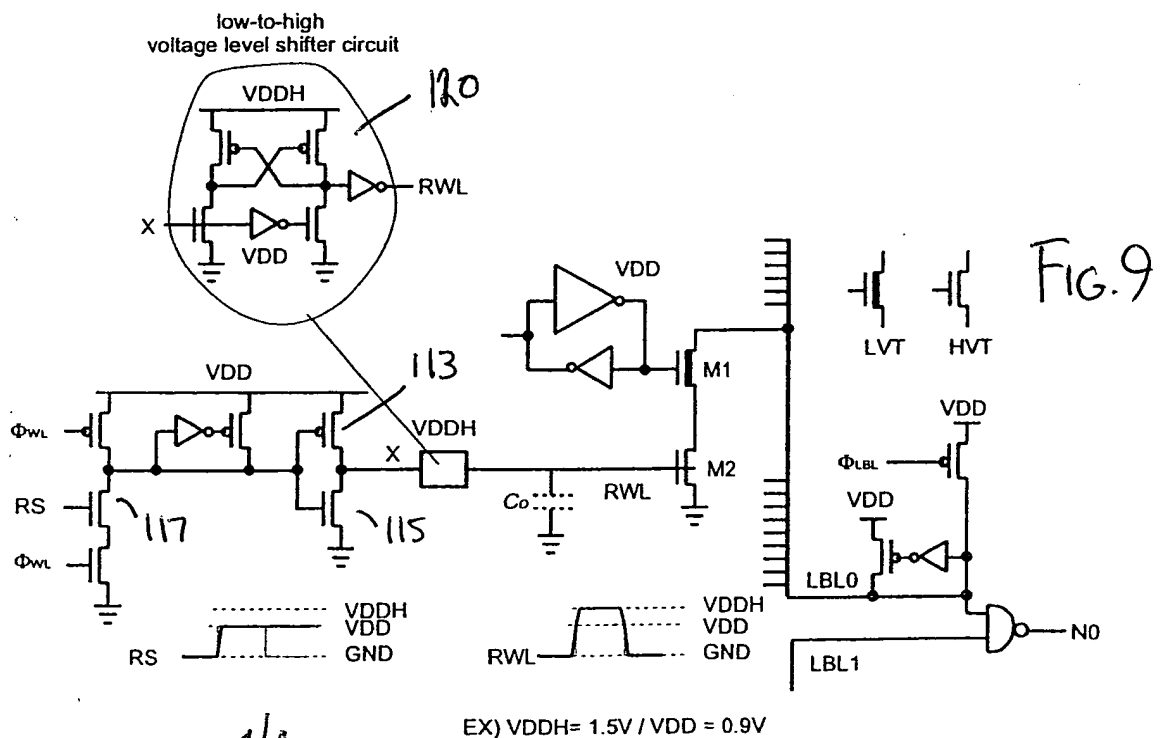 low-to-high
voltage level shifter circuit
VDDH
120
RWL
X
VDD
VDD
FIG. 9
LVT
HVT
M1
VDD
113
VDDH
ΦWL
X
M2
RWL
Co
RS
117
115
ΦWL
VDD
ΦLBL
VDD
LBL0
N0
LBL1
VDDH
VDD
GND
RS
VDDH
VDD
GND
RWL
EX) VDDH= 1.5V / VDD = 0.9V